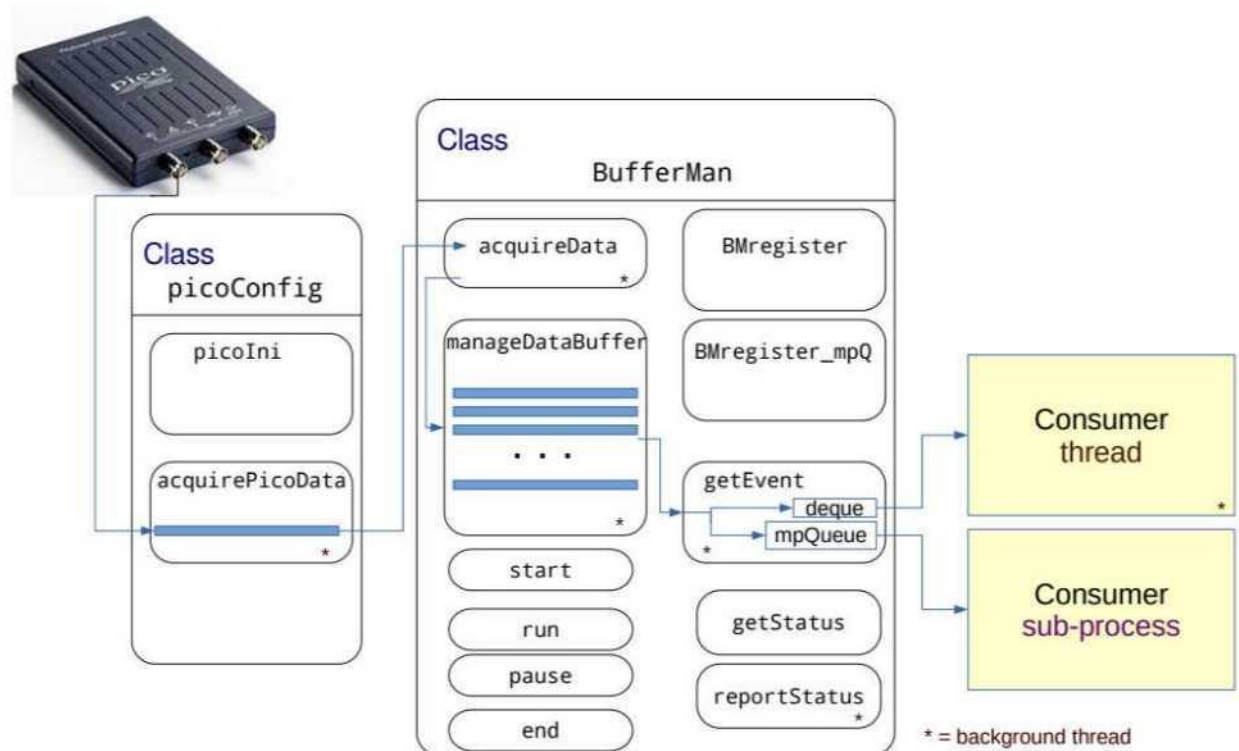 pico
Class
picoConfig
picoIni
acquirePicoData
*
Class
BufferMan
acquireData
*
manageDataBuffer
. . .
*
start
run
pause
end
BMregister
BMregister_mpQ
getEvent
deque
mpQueue
*
getStatus
reportStatus
*
Consumer
thread
*
Consumer
sub-process
* = background thread